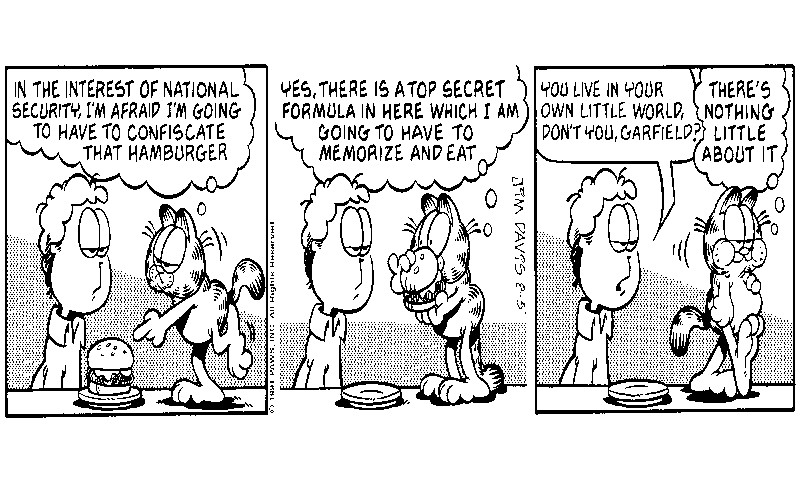 IN THE INTEREST OF NATIONAL
SECURITY, I'M AFRAID I'M GOING
TO HAVE TO CONFISCATE
THAT HAMBURGER
YES, THERE IS A TOP SECRET
FORMULA IN HERE WHICH I AM
GOING TO HAVE TO
MEMORIZE AND EAT
JIM DAVIS 8-5
YOU LIVE IN YOUR
OWN LITTLE WORLD,
DON'T YOU, GARFIELD?
THERE'S
NOTHING
LITTLE
ABOUT IT